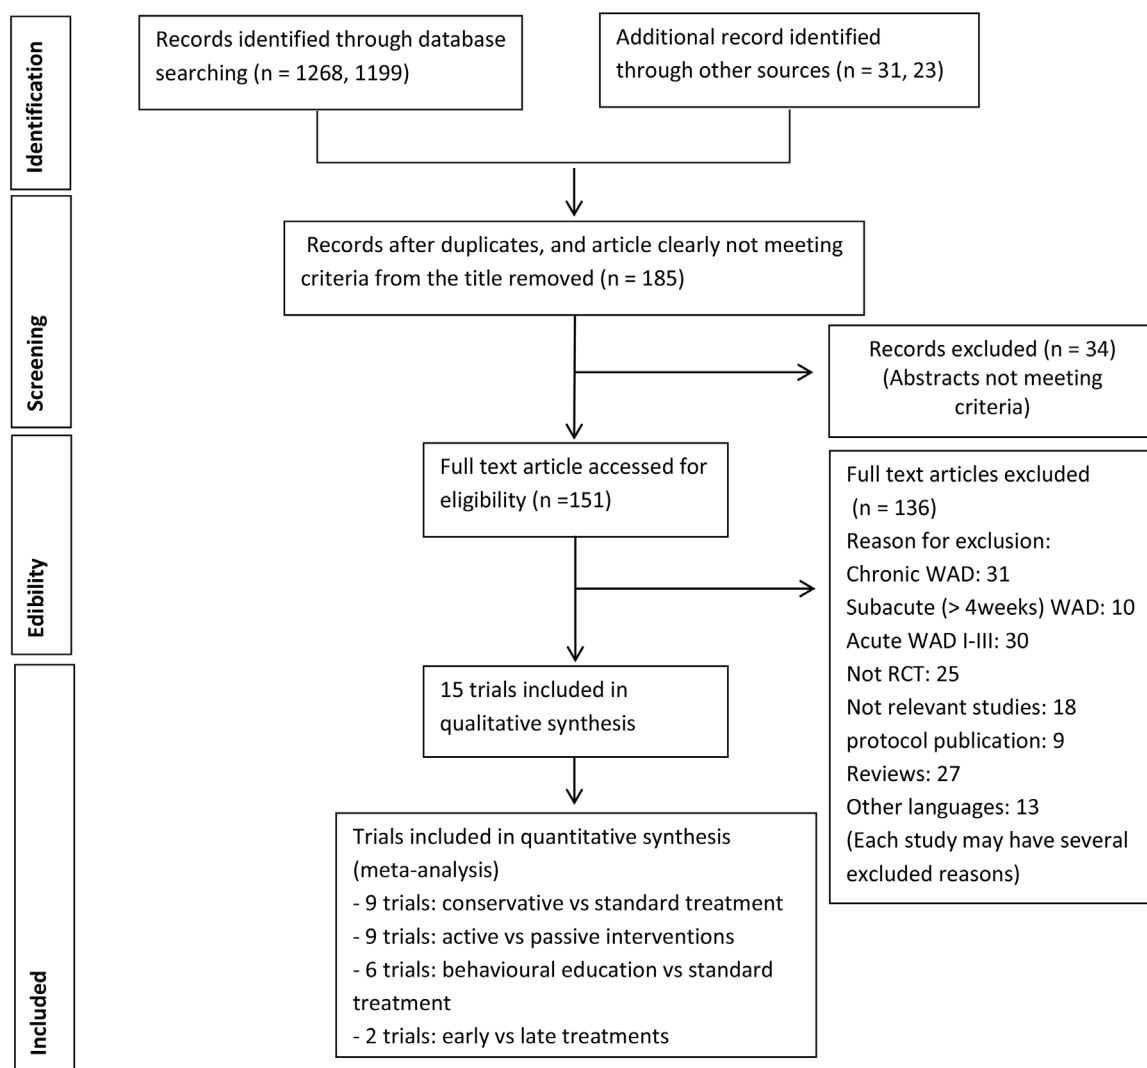 Identification
Records identified through database
searching (n = 1268, 1199)
Additional record identified
through other sources (n = 31, 23)
Screening
Records after duplicates, and article clearly not meeting
criteria from the title removed (n = 185)
Records excluded (n = 34)
(Abstracts not meeting
criteria)
Edibility
Full text article accessed for
eligibility (n =151)
Full text articles excluded
(n = 136)
Reason for exclusion:
Chronic WAD: 31
Subacute (> 4weeks) WAD: 10
Acute WAD I-III: 30
Not RCT: 25
Not relevant studies: 18
protocol publication: 9
Reviews: 27
Other languages: 13
(Each study may have several
excluded reasons)
Included
15 trials included in
qualitative synthesis
Trials included in quantitative synthesis
(meta-analysis)
- 9 trials: conservative vs standard treatment
- 9 trials: active vs passive interventions
- 6 trials: behavioural education vs standard
treatment
- 2 trials: early vs late treatments